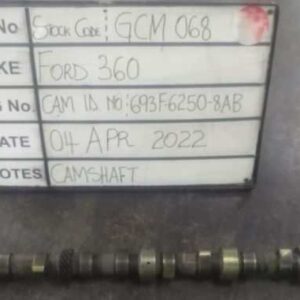 No STOCK CODE: GCM 068
KE FORD 360
G No. CAM ID NO: 693F6250-8AB
ATE 04 APR 2022
OTES CAMSHAFT